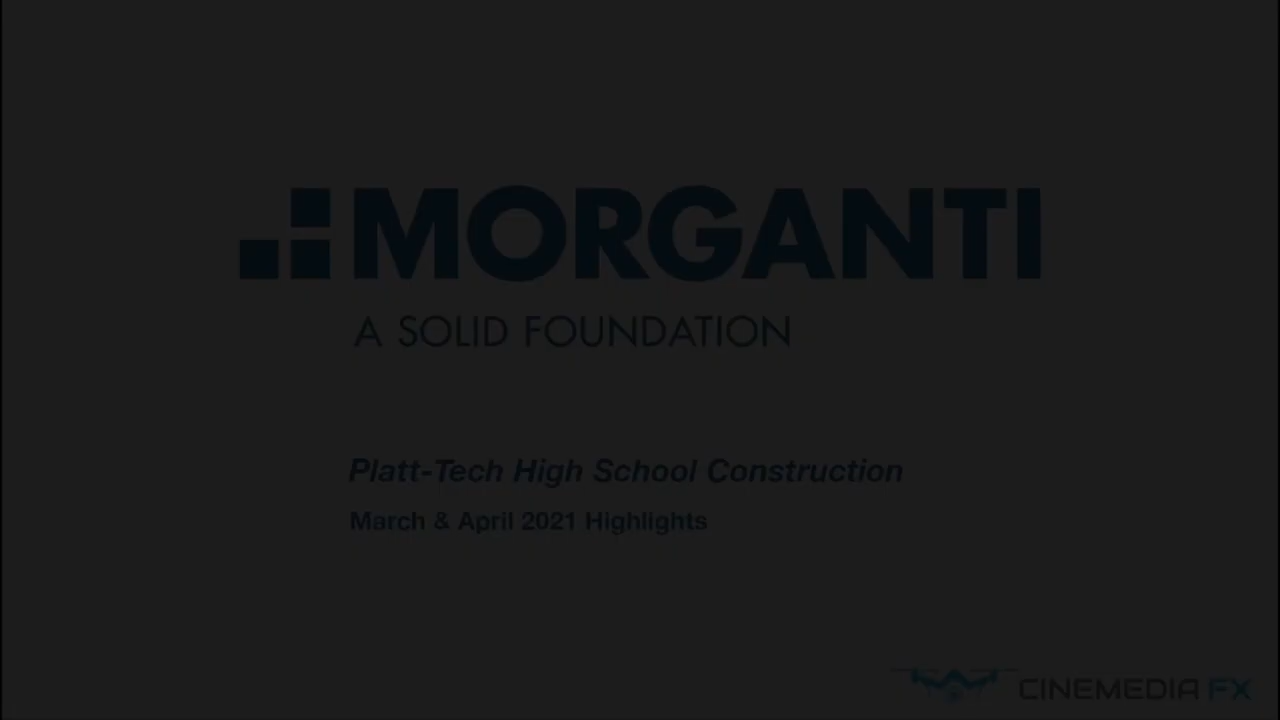 MORGANTI
A SOLID FOUNDATION
Platt-Tech High School Construction
March & April 2021 Highlights
CINEMEDIA FX